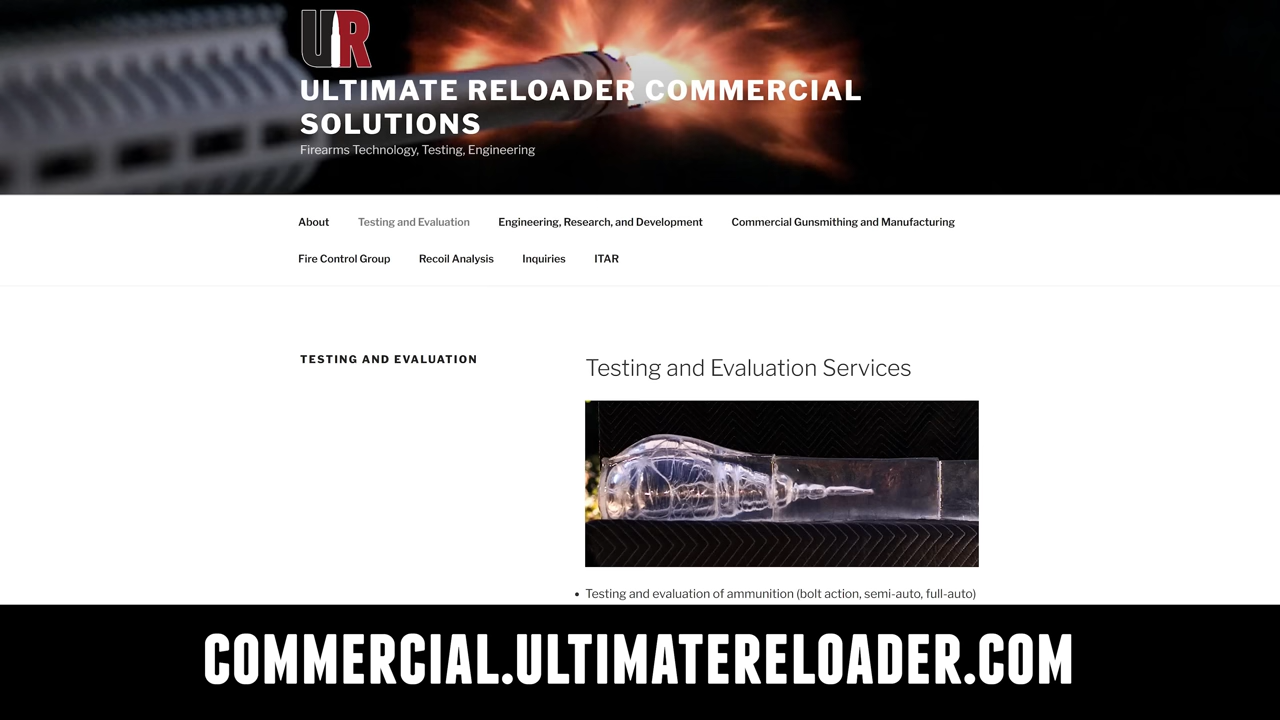 UR
ULTIMATE RELOADER COMMERCIAL
SOLUTIONS
Firearms Technology, Testing, Engineering
About Testing and Evaluation Engineering, Research, and Development Commercial Gunsmithing and Manufacturing
Fire Control Group Recoil Analysis Inquiries ITAR
TESTING AND EVALUATION
Testing and Evaluation Services
• Testing and evaluation of ammunition (bolt action, semi-auto, full-auto)
COMMERCIAL.ULTIMATERELOADER.COM